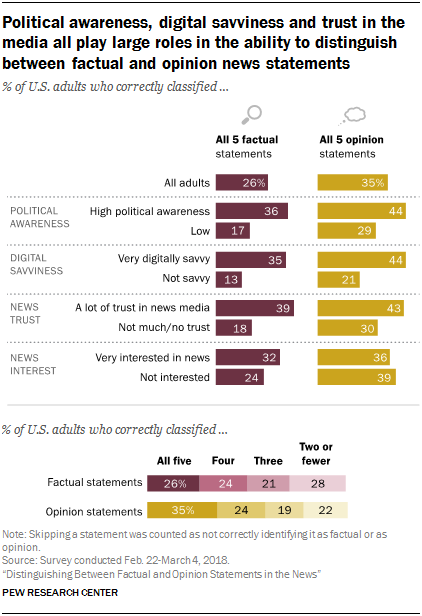 Political awareness, digital savviness and trust in the
media all play large roles in the ability to distinguish
between factual and opinion news statements
% of U.S. adults who correctly classified ...
All 5 factual statements
All 5 opinion statements
All adults 26% 35%
POLITICAL AWARENESS
High political awareness 36 44
Low 17 29
DIGITAL SAVVINESS
Very digitally savvy 35 44
Not savvy 13 21
NEWS TRUST
A lot of trust in news media 39 43
Not much/no trust 18 30
NEWS INTEREST
Very interested in news 32 36
Not interested 24 39
% of U.S. adults who correctly classified ...
All five Four Three Two or fewer
Factual statements 26% 24 21 28
Opinion statements 35% 24 19 22
Note: Skipping a statement was counted as not correctly identifying it as factual or as
opinion.
Source: Survey conducted Feb. 22-March 4, 2018.
“Distinguishing Between Factual and Opinion Statements in the News”
PEW RESEARCH CENTER